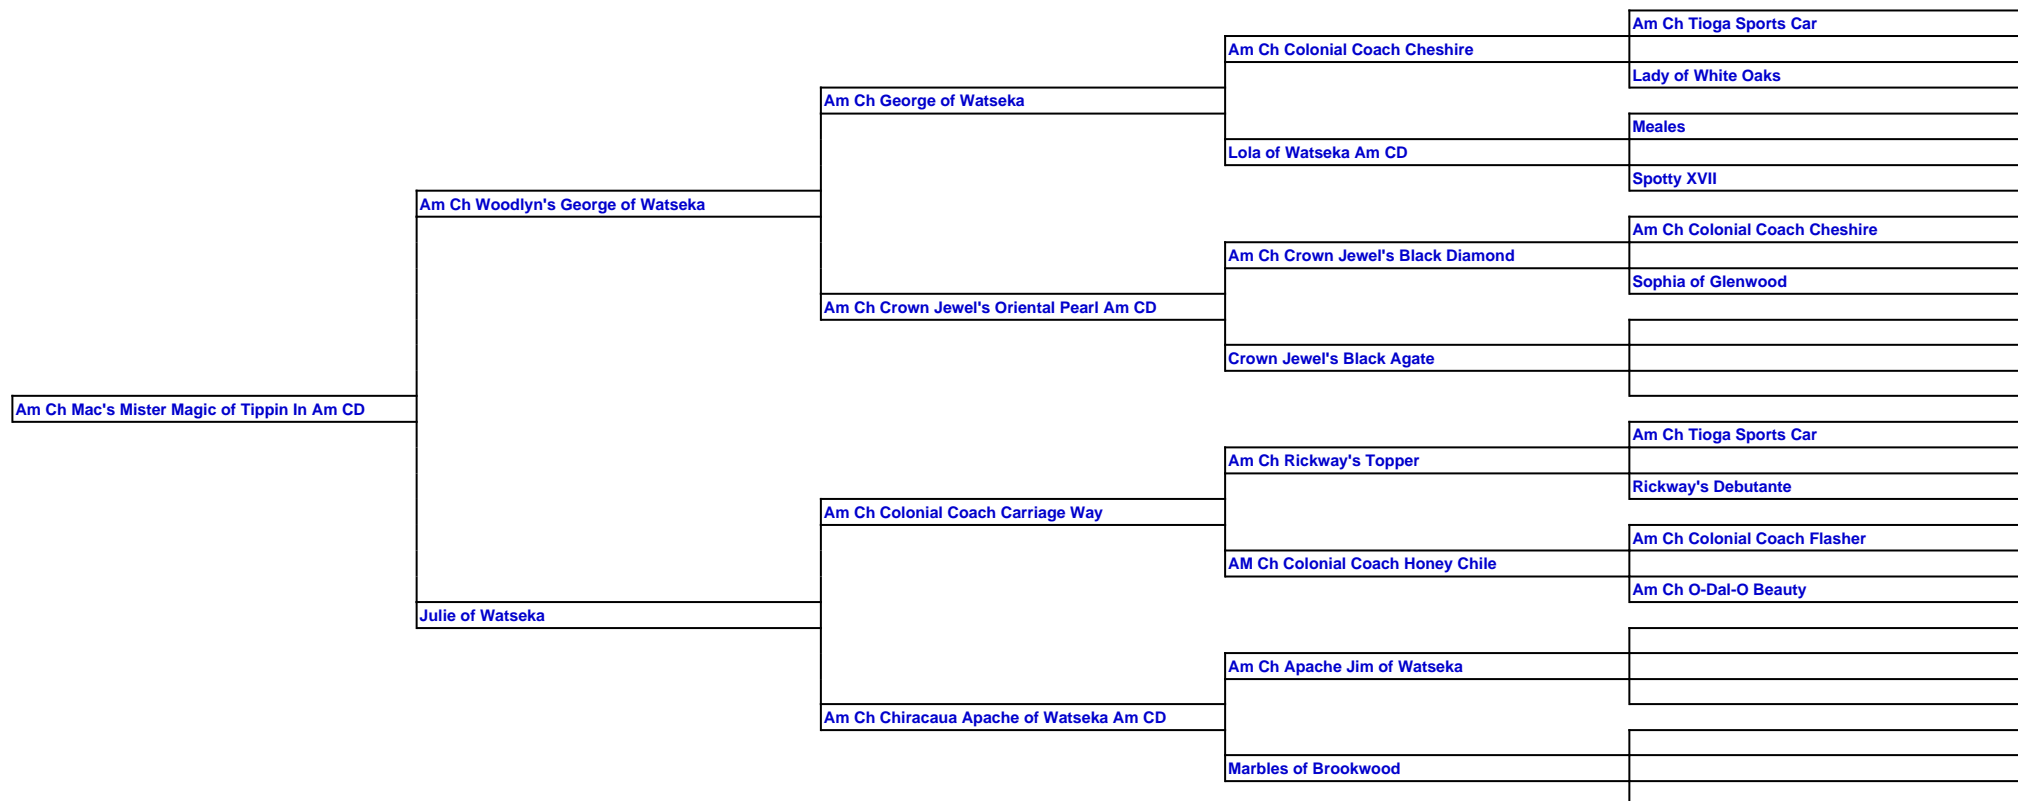 Am Ch Tioga Sports Car
Am Ch Colonial Coach Cheshire
Lady of White Oaks
Am Ch George of Watseka
Meales
Lola of Watseka Am CD
Spotty XVII
Am Ch Woodlyn's George of Watseka
Am Ch Colonial Coach Cheshire
Am Ch Crown Jewel's Black Diamond
Sophia of Glenwood
Am Ch Crown Jewel's Oriental Pearl Am CD
Crown Jewel's Black Agate
Am Ch Mac's Mister Magic of Tippin In Am CD
Am Ch Tioga Sports Car
Am Ch Rickway's Topper
Rickway's Debutante
Am Ch Colonial Coach Carriage Way
Am Ch Colonial Coach Flasher
AM Ch Colonial Coach Honey Chile
Am Ch O-Dal-O Beauty
Julie of Watseka
Am Ch Apache Jim of Watseka
Am Ch Chiracaua Apache of Watseka Am CD
Marbles of Brookwood